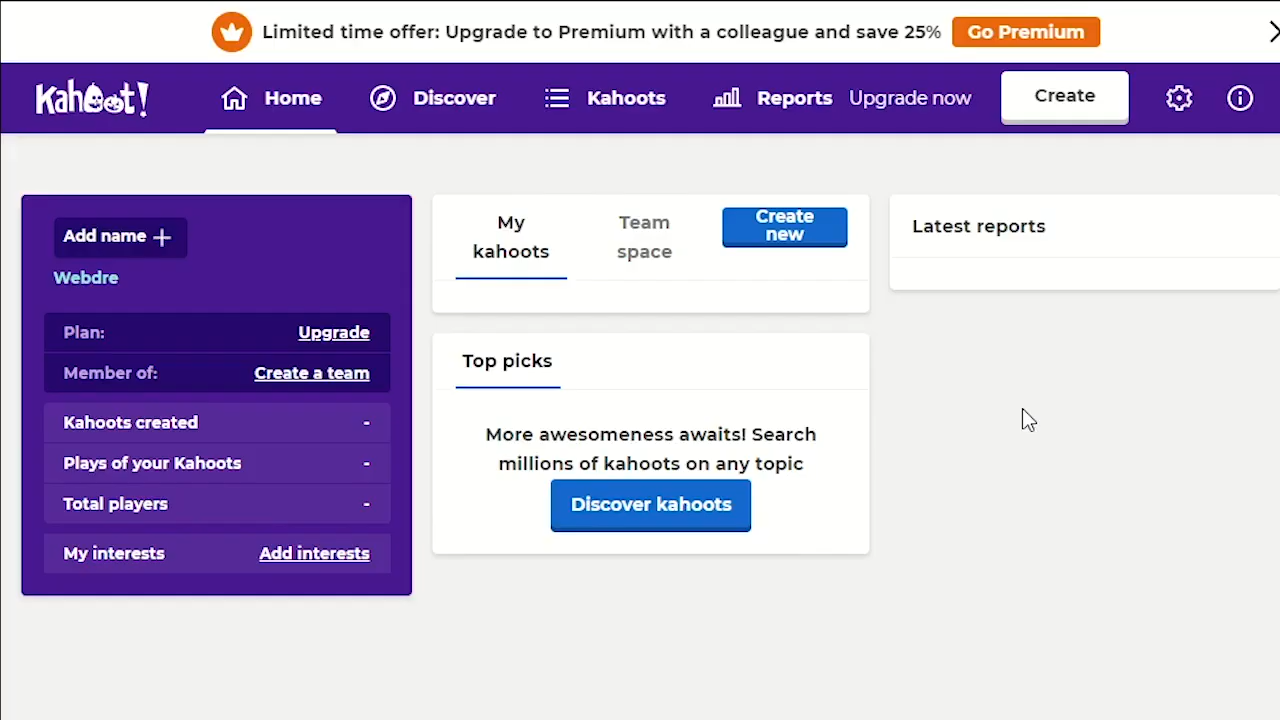 Limited time offer: Upgrade to Premium with a colleague and save 25% Go Premium
Kahoot! Home Discover Kahoots Reports Upgrade now Create
Add name
Webdre
Plan: Upgrade
Member of: Create a team
Kahoots created -
Plays of your Kahoots -
Total players -
My interests Add interests
My
kahoots
Team
space
Create
new
Top picks
More awesomeness awaits! Search
millions of kahoots on any topic
Discover kahoots
Latest reports